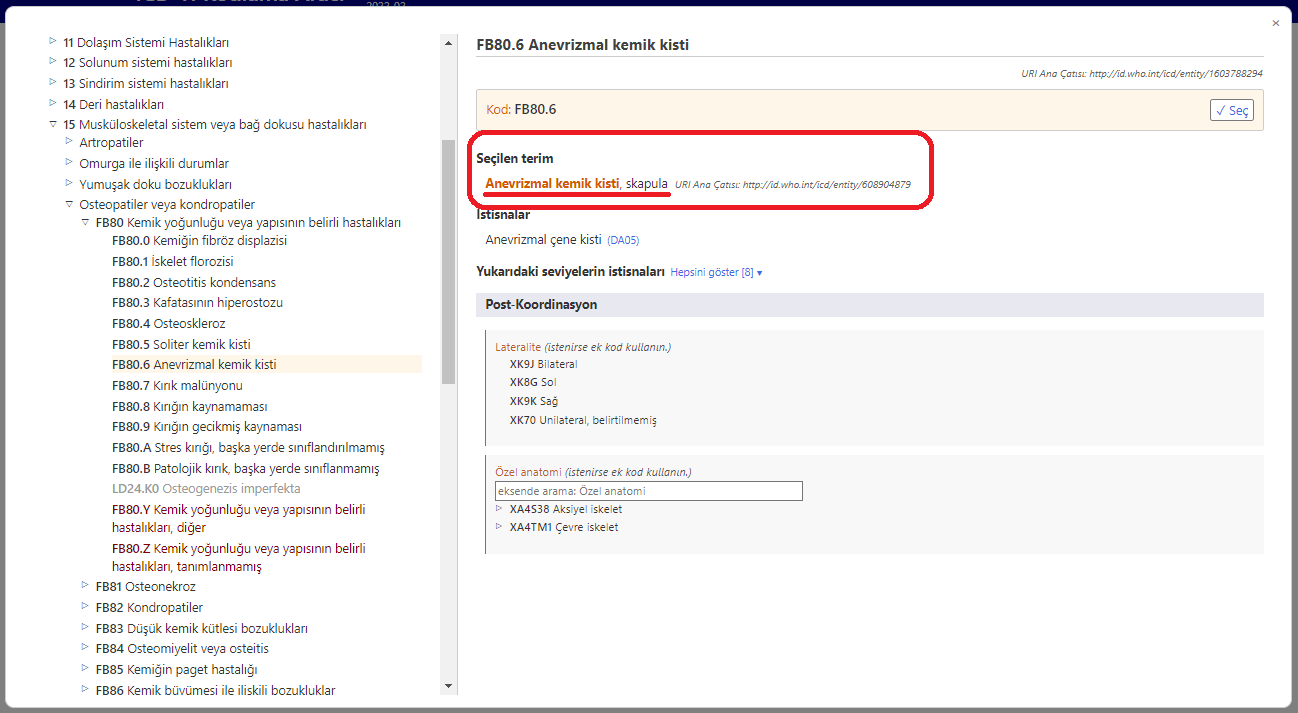 2022-02
×
11 Dolaşım Sistemi Hastalıkları
12 Solunum sistemi hastalıkları
13 Sindirim sistemi hastalıkları
14 Deri hastalıkları
15 Musküloskeletal sistem veya bağ dokusu hastalıkları
Artropatiler
Omurga ile ilişkili durumlar
Yumuşak doku bozuklukları
Osteopatiler veya kondropatiler
FB80 Kemik yoğunluğu veya yapısının belirli hastalıkları
FB80.0 Kemiğin fibröz displazisi
FB80.1 İskelet florozisi
FB80.2 Osteotitis kondensans
FB80.3 Kafatasının hiperostozu
FB80.4 Osteoskleroz
FB80.5 Soliter kemik kisti
FB80.6 Anevrizmal kemik kisti
FB80.7 Kırık malünyonu
FB80.8 Kırığın kaynamaması
FB80.9 Kırığın gecikmiş kaynaması
FB80.A Stres kırığı, başka yerde sınıflandırılmamış
FB80.B Patolojik kırık, başka yerde sınıflanmamış
LD24.K0 Osteogenezis imperfekta
FB80.Y Kemik yoğunluğu veya yapısının belirli
hastalıkları, diğer
FB80.Z Kemik yoğunluğu veya yapısının belirli
hastalıkları, tanımlanmamış
FB81 Osteonekroz
FB82 Kondropatiler
FB83 Düşük kemik kütlesi bozuklukları
FB84 Osteomiyelit veya osteitis
FB85 Kemiğin paget hastalığı
FB86 Kemik büyümesi ile ilişkili bozukluklar
FB80.6 Anevrizmal kemik kisti
URI Ana Çatısı: http://id.who.int/icd/entity/1603788294
Kod: FB80.6
✓ Seç
Seçilen terim
Anevrizmal kemik kisti, skapula URI Ana Çatısı: http://id.who.int/icd/entity/608904879
İstisnalar
Anevrizmal çene kisti (DA05)
Yukarıdaki seviyelerin istisnaları Hepsini göster [8] ▾
Post-Koordinasyon
Lateralite (istenirse ek kodu kullanın.)
XK9J Bilateral
XK8G Sol
XK9K Sağ
XK70 Unilateral, belirtilmemiş
Özel anatomi (istenirse ek kod kullanın.)
eksende arama: Özel anatomi
XA4S38 Aksiyel iskelet
XA4TM1 Çevre iskelet